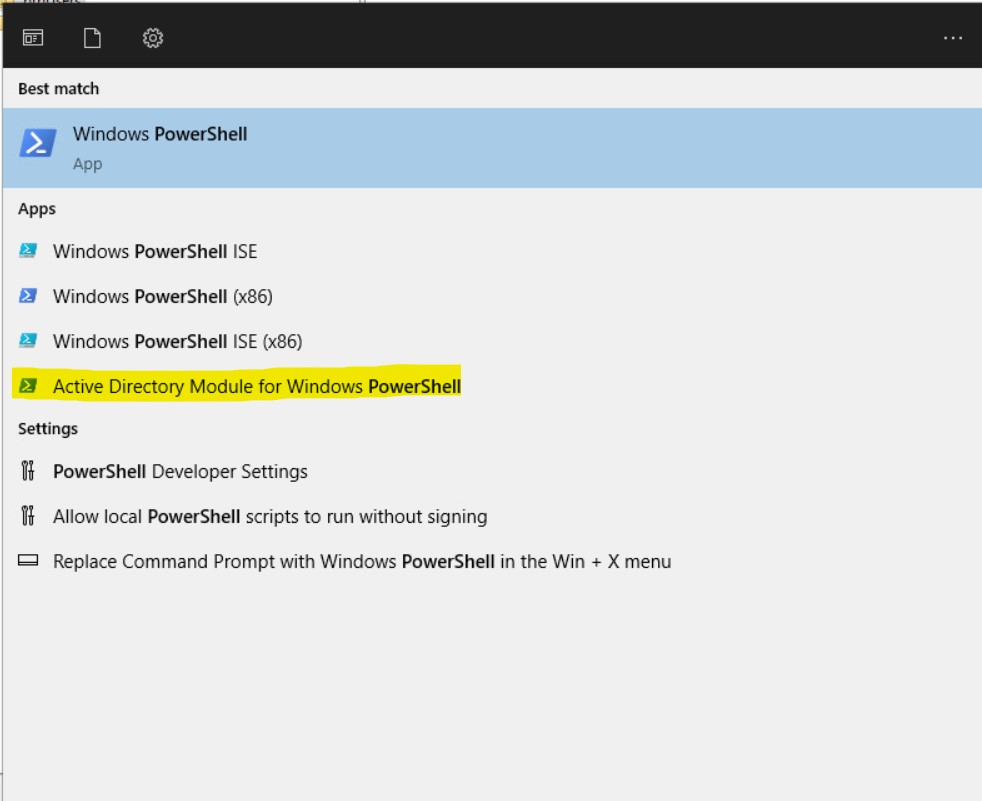 Best match
Windows PowerShell
App
Apps
Windows PowerShell ISE
Windows PowerShell (x86)
Windows PowerShell ISE (x86)
Active Directory Module for Windows PowerShell
Settings
PowerShell Developer Settings
Allow local PowerShell scripts to run without signing
Replace Command Prompt with Windows PowerShell in the Win + X menu